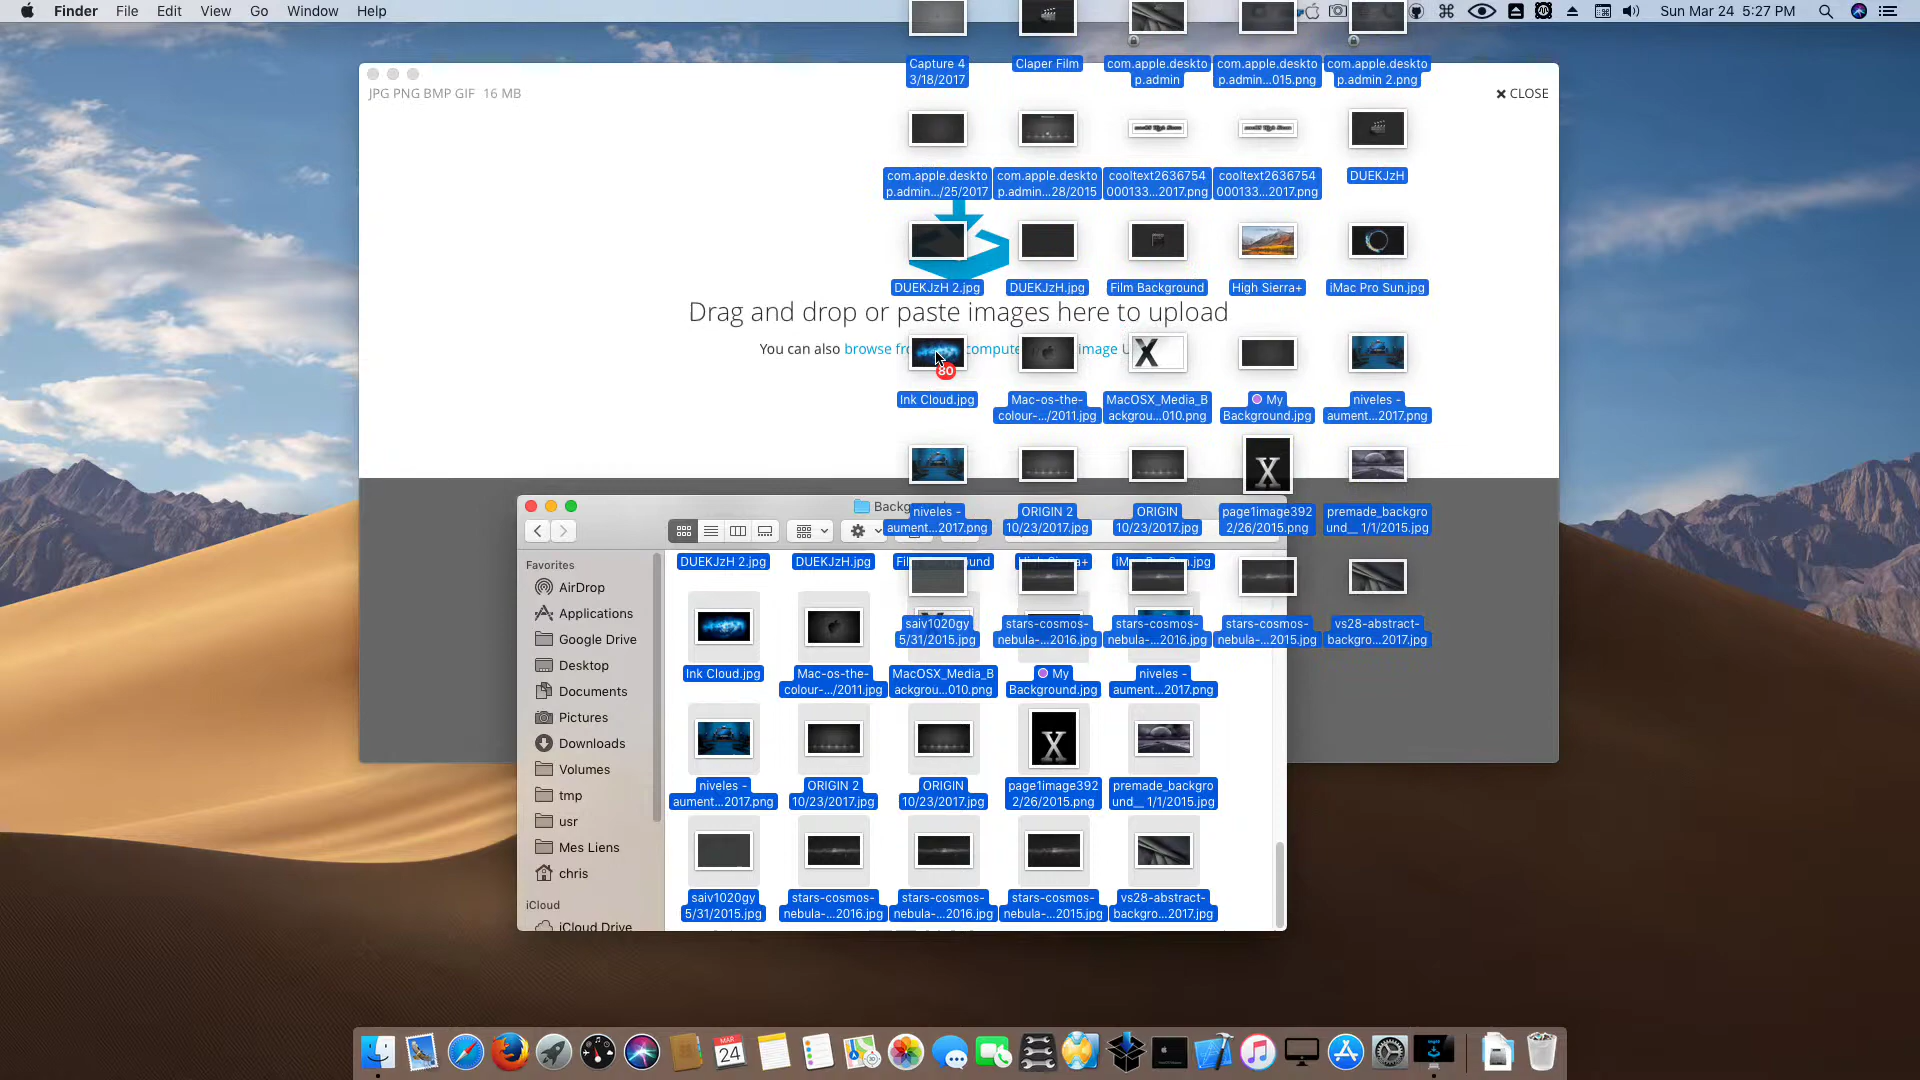 Finder File Edit View Go Window Help
Sun Mar 24 5:27 PM
JPG PNG BMP GIF 16 MB
CLOSE
Capture 4
3/18/2017
Claper Film
com.apple.deskto
p.admin
com.apple.deskto
p.admin...015.png
com.apple.deskto
p.admin 2.png
com.apple.deskto
p.admin.../25/2017
com.apple.deskto
p.admin...28/2015
cooltext2636754
000133...2017.png
cooltext2636754
000133...2017.png
DUEKJzH
DUEKJzH 2.jpg
DUEKJzH.jpg
Film Background
High Sierra+
iMac Pro Sun.jpg
Drag and drop or paste images here to upload
You can also browse fr compute image U
80
Ink Cloud.jpg
Mac-os-the-
colour-.../2011.jpg
X
MacOSX_Media_B
ackgrou...010.png
My
Background.jpg
niveles -
aument...2017.png
niveles -
aument...2017.png
ORIGIN 2
10/23/2017.jpg
ORIGIN
10/23/2017.jpg
X
page1image392
2/26/2015.png
premade_backgro
und__ 1/1/2015.jpg
saiv1020gy
5/31/2015.jpg
stars-cosmos-
nebula-...2016.jpg
stars-cosmos-
nebula-...2016.jpg
stars-cosmos-
nebula-...2015.jpg
vs28-abstract-
backgro...2017.jpg
Backg
Favorites
AirDrop
Applications
Google Drive
Desktop
Documents
Pictures
Downloads
Volumes
tmp
usr
Mes Liens
chris
iCloud
iCloud Drive
DUEKJzH 2.jpg
DUEKJzH.jpg
Ink Cloud.jpg
Mac-os-the-
colour-.../2011.jpg
MacOSX_Media_B
ackgrou...010.png
My
Background.jpg
niveles -
aument...2017.png
niveles -
aument...2017.png
ORIGIN 2
10/23/2017.jpg
ORIGIN
10/23/2017.jpg
X
page1image392
2/26/2015.png
premade_backgro
und__ 1/1/2015.jpg
saiv1020gy
5/31/2015.jpg
stars-cosmos-
nebula-...2016.jpg
stars-cosmos-
nebula-...2016.jpg
stars-cosmos-
nebula-...2015.jpg
vs28-abstract-
backgro...2017.jpg
MAR
24